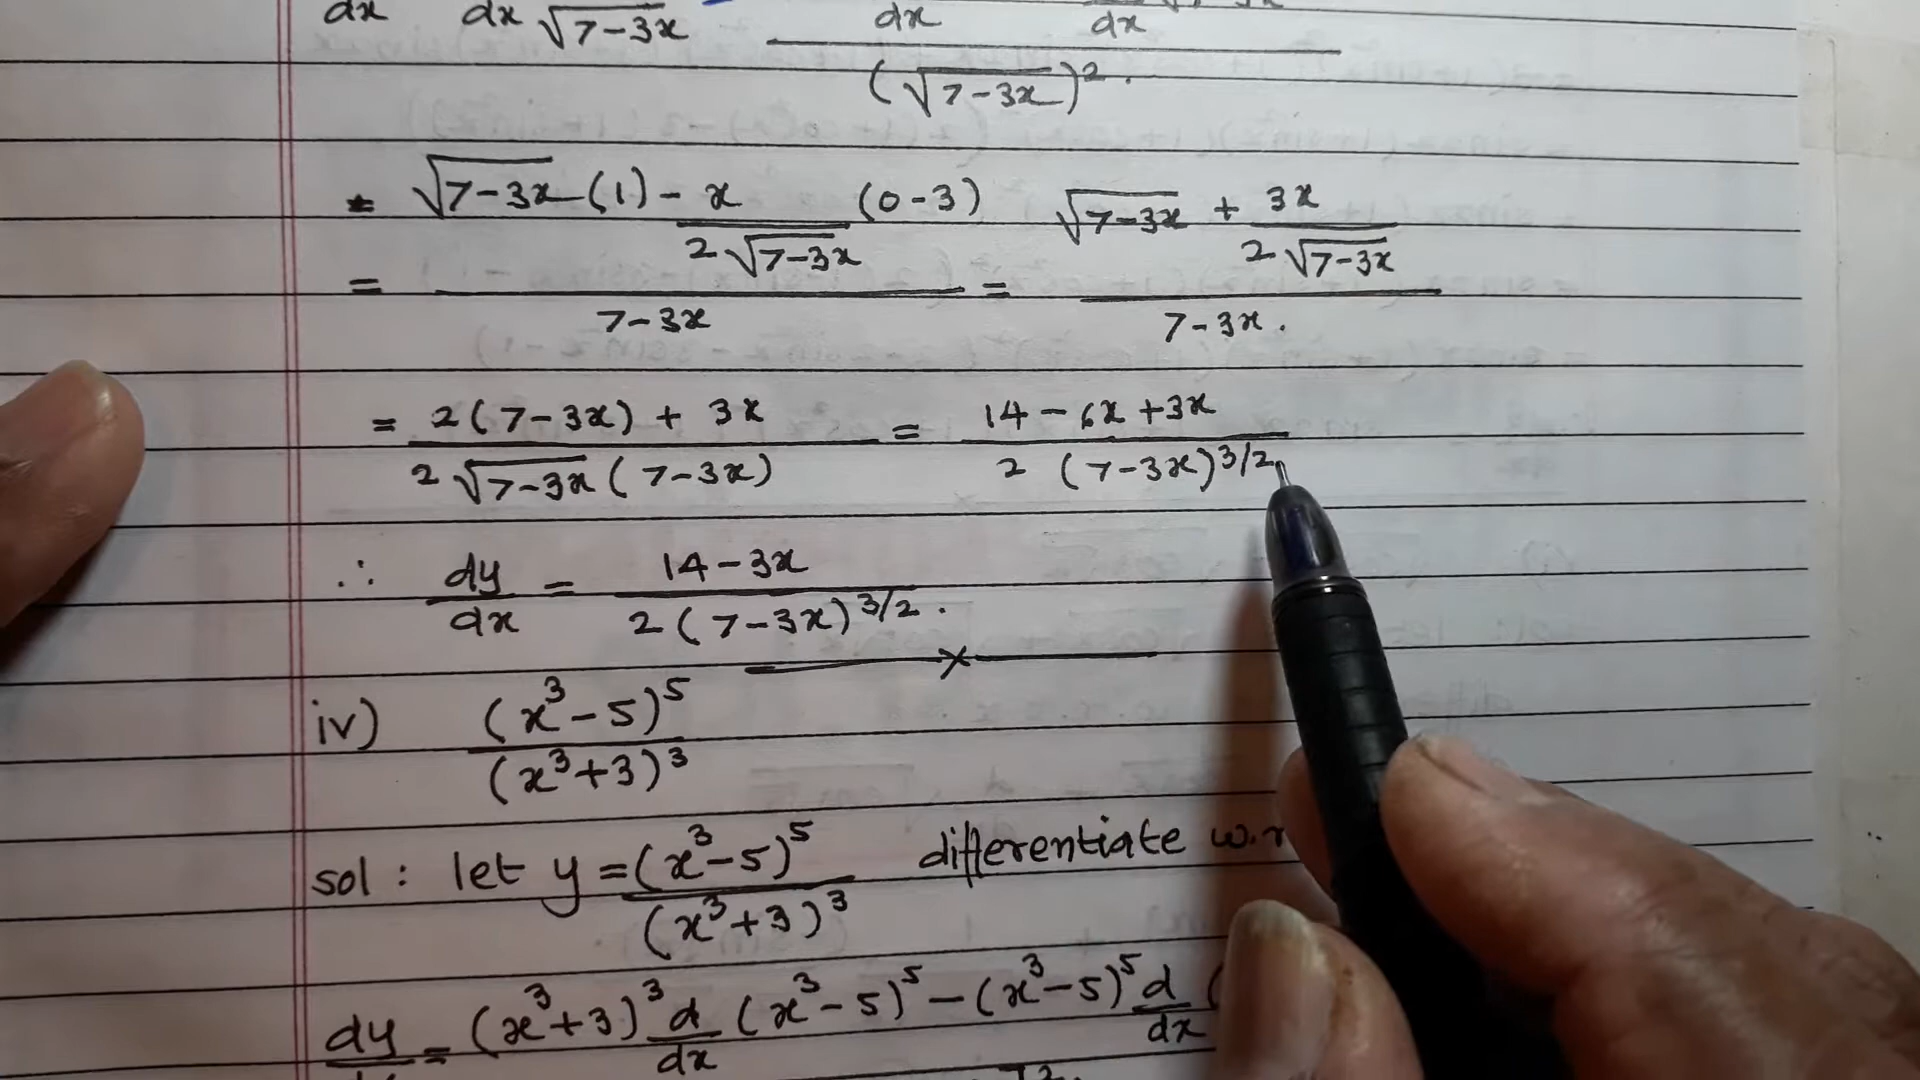 dx dx √7-3x dx dx
(√7-3x)².
= √7-3x (1) - x/2√7-3x (0-3) / 7-3x = √7-3x + 3x/2√7-3x / 7-3x.
= 2(7-3x) + 3x / 2√7-3x (7-3x) = 14-6x+3x / 2 (7-3x)^3/2
∴ dy/dx = 14-3x / 2(7-3x)^3/2.
iv) (x³-5)⁵ / (x³+3)³
sol : let y = (x³-5)⁵ / (x³+3)³ differentiate w.r
dy = (x³+3)³ d/dx (x³-5)⁵ - (x³-5)⁵ d/dx (